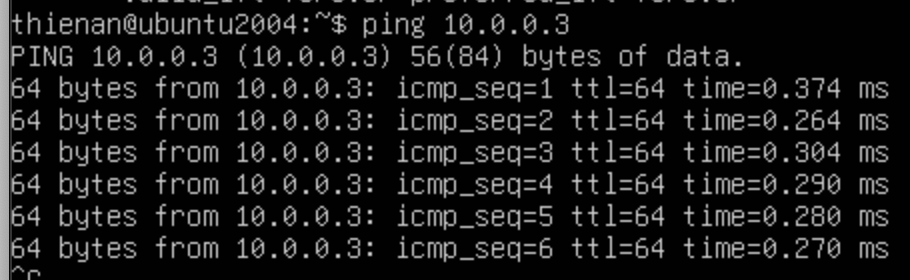 thienan@ubuntu2004:~$ ping 10.0.0.3
PING 10.0.0.3 (10.0.0.3) 56(84) bytes of data.
64 bytes from 10.0.0.3: icmp_seq=1 ttl=64 time=0.374 ms
64 bytes from 10.0.0.3: icmp_seq=2 ttl=64 time=0.264 ms
64 bytes from 10.0.0.3: icmp_seq=3 ttl=64 time=0.304 ms
64 bytes from 10.0.0.3: icmp_seq=4 ttl=64 time=0.290 ms
64 bytes from 10.0.0.3: icmp_seq=5 ttl=64 time=0.280 ms
64 bytes from 10.0.0.3: icmp_seq=6 ttl=64 time=0.270 ms
^C